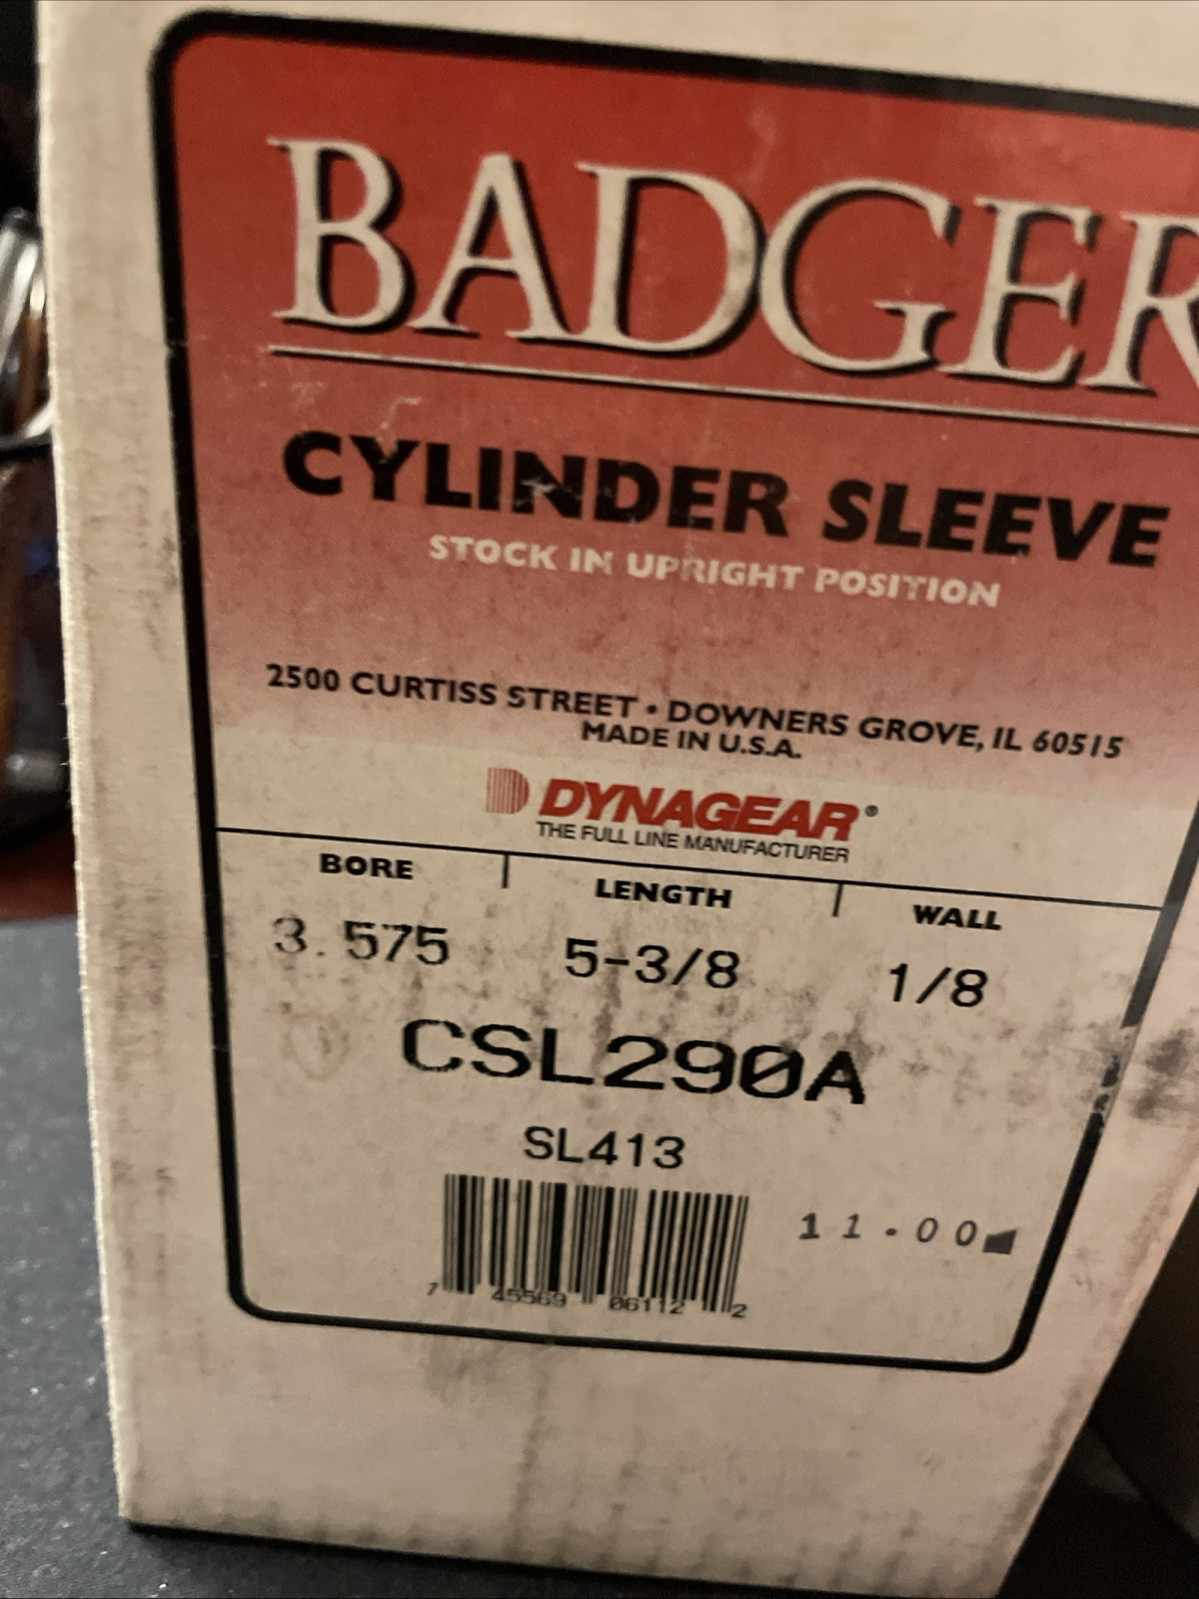 BADGER
CYLINDER SLEEVE
STOCK IN UPRIGHT POSITION
2500 CURTISS STREET • DOWNERS GROVE, IL 60515
MADE IN U.S.A.
DYNAGEAR®
THE FULL LINE MANUFACTURER
BORE LENGTH WALL
3.575 5-3/8 1/8
CSL290A
SL413
11.00
7 45569 06112 2